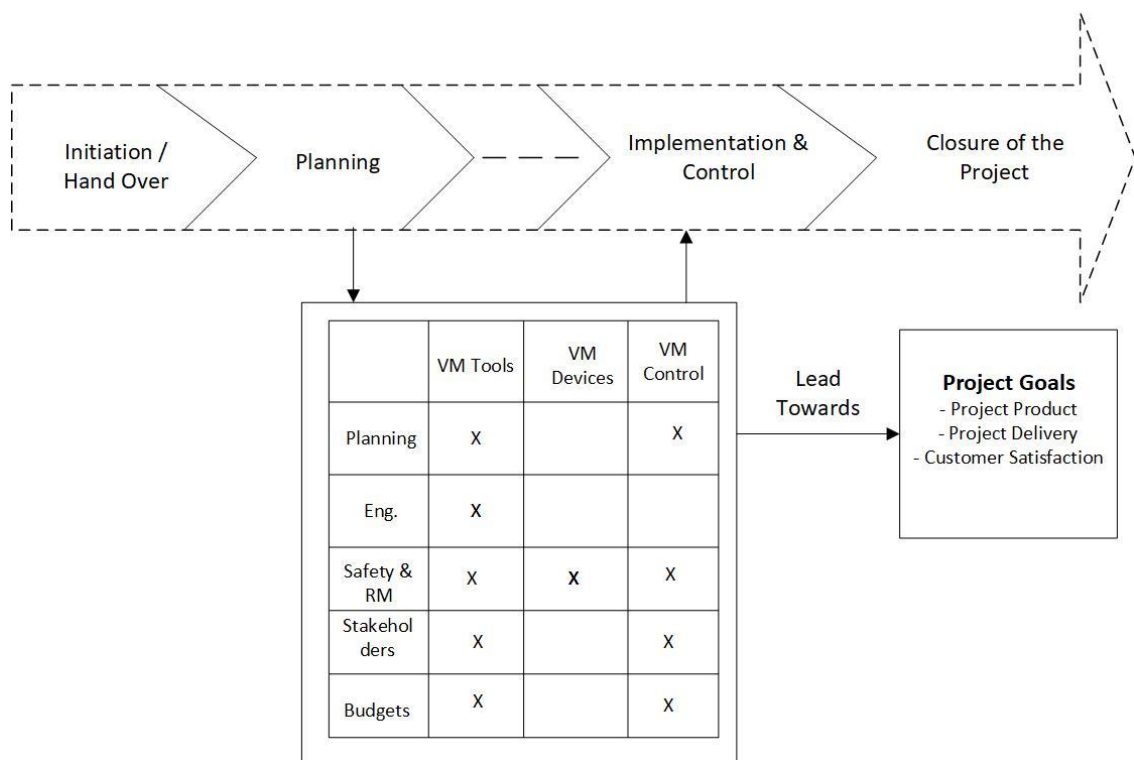 Initiation /
Hand Over
Planning
Implementation &
Control
Closure of the
Project
VM Tools
VM
Devices
VM
Control
Planning
X
X
Eng.
X
Safety &
RM
X
X
X
Stakehol
ders
X
X
Budgets
X
X
Lead
Towards
Project Goals
- Project Product
- Project Delivery
- Customer Satisfaction